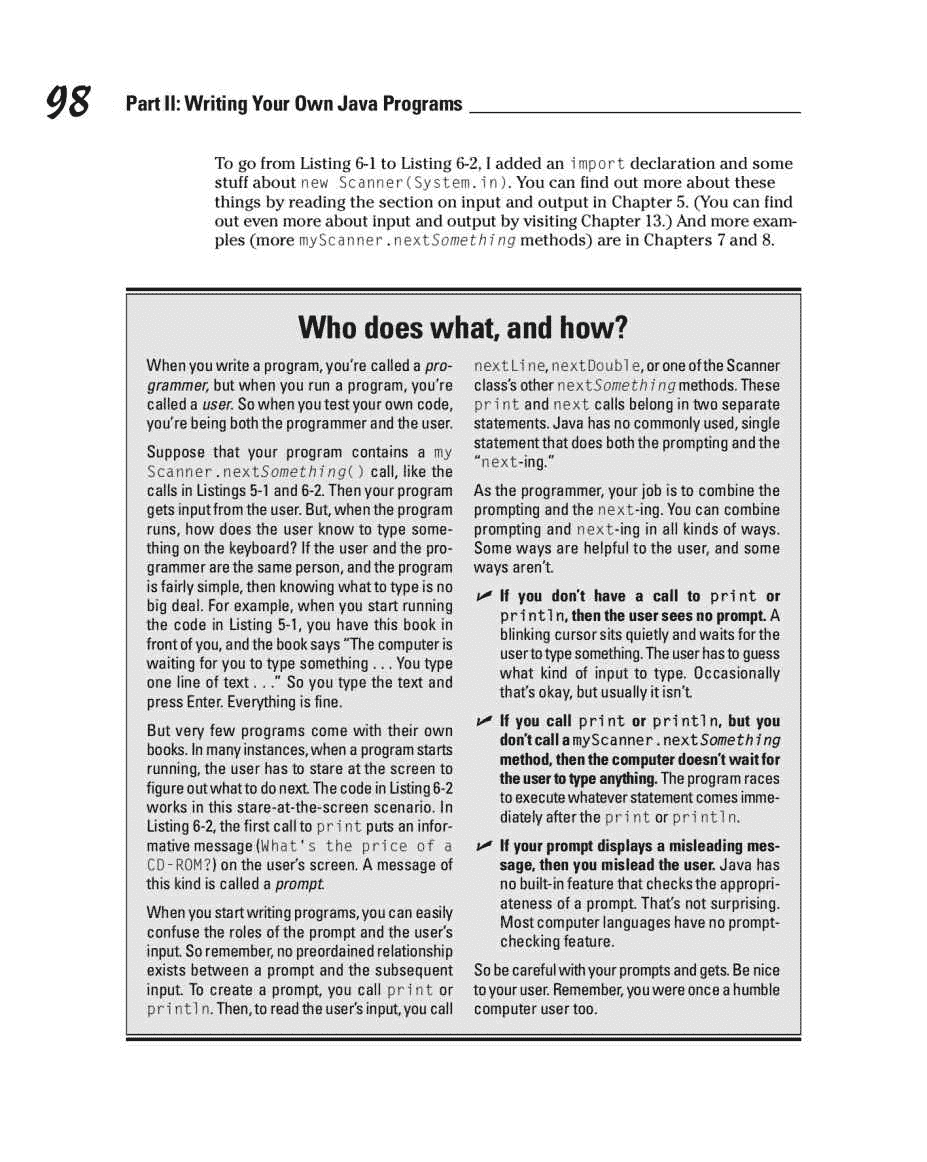 98
Part II: Writing Your Own Java Programs
To go from Listing 6-1 to Listing 6-2, I added an import declaration and some
stuff about new Scanner(System.in). You can find out more about these
things by reading the section on input and output in Chapter 5. (You can find
out even more about input and output by visiting Chapter 13.) And more exam-
ples (more myScanner.nextSomething methods) are in Chapters 7 and 8.
Who does what, and how?
When you write a program, you're called a pro-
grammer, but when you run a program, you're
called a user. So when you test your own code,
you're being both the programmer and the user.
Suppose that your program contains a my
Scanner.nextSomething() call, like the
calls in Listings 5-1 and 6-2. Then your program
gets input from the user. But, when the program
runs, how does the user know to type some-
thing on the keyboard? If the user and the pro-
grammer are the same person, and the program
is fairly simple, then knowing what to type is no
big deal. For example, when you start running
the code in Listing 5-1, you have this book in
front of you, and the book says “The computer is
waiting for you to type something . . . You type
one line of text . . .” So you type the text and
press Enter. Everything is fine.
But very few programs come with their own
books. In many instances, when a program starts
running, the user has to stare at the screen to
figure out what to do next. The code in Listing 6-2
works in this stare-at-the-screen scenario. In
Listing 6-2, the first call to print puts an infor-
mative message (What's the price of a
CD-ROM?) on the user's screen. A message of
this kind is called a prompt.
When you start writing programs, you can easily
confuse the roles of the prompt and the user's
input. So remember, no preordained relationship
exists between a prompt and the subsequent
input. To create a prompt, you call print or
println. Then, to read the user's input, you call
nextLine, nextDouble, or one of the Scanner
class's other nextSomething methods. These
print and next calls belong in two separate
statements. Java has no commonly used, single
statement that does both the prompting and the
“next-ing.”
As the programmer, your job is to combine the
prompting and the next-ing. You can combine
prompting and next-ing in all kinds of ways.
Some ways are helpful to the user, and some
ways aren't.
✓ If you don't have a call to print or
println, then the user sees no prompt. A
blinking cursor sits quietly and waits for the
user to type something. The user has to guess
what kind of input to type. Occasionally
that's okay, but usually it isn't.
✓ If you call print or println, but you
don't call a myScanner.nextSomething
method, then the computer doesn't wait for
the user to type anything. The program races
to execute whatever statement comes imme-
diately after the print or println.
✓ If your prompt displays a misleading mes-
sage, then you mislead the user. Java has
no built-in feature that checks the appropri-
ateness of a prompt. That's not surprising.
Most computer languages have no prompt-
checking feature.
So be careful with your prompts and gets. Be nice
to your user. Remember, you were once a humble
computer user too.